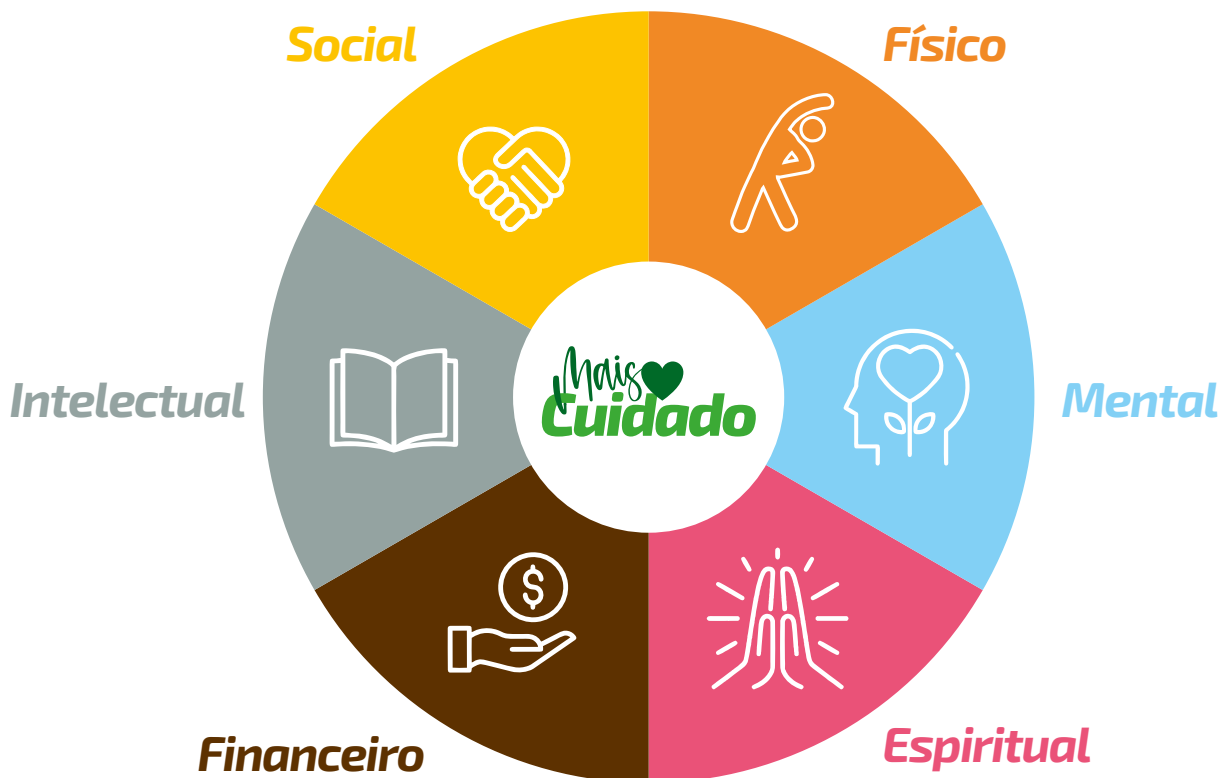 Social
Físico
Intelectual
Mais
Cuidado
Mental
$
Financeiro
Espiritual